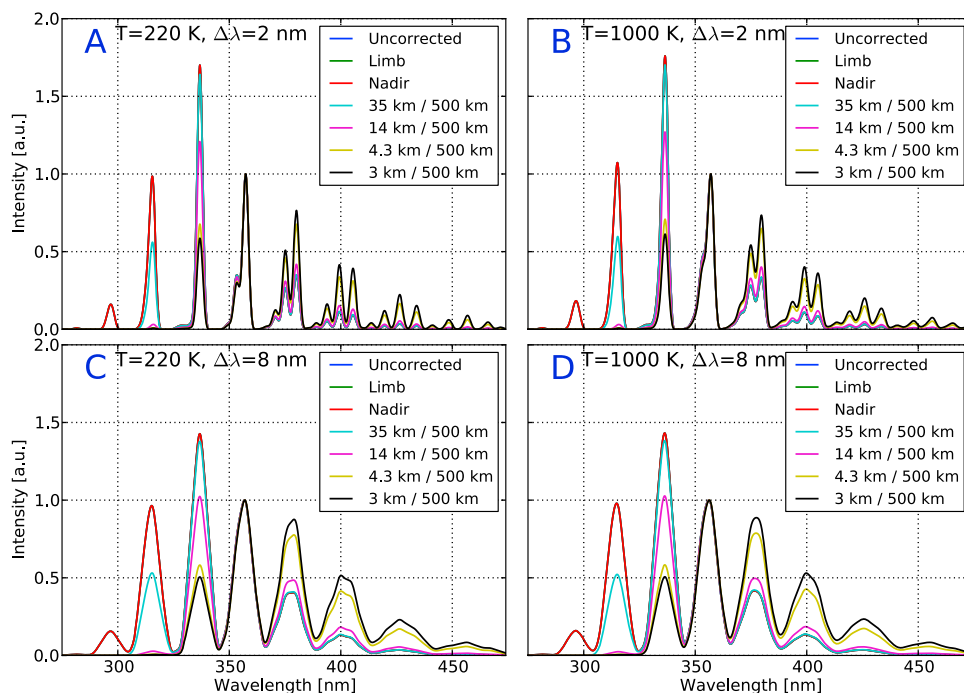 A T=220 K, Δλ=2 nm
Uncorrected
Limb
Nadir
35 km / 500 km
14 km / 500 km
4.3 km / 500 km
3 km / 500 km
2.0
1.5
1.0
0.5
0.0
Intensity [a.u.]
B T=1000 K, Δλ=2 nm
Uncorrected
Limb
Nadir
35 km / 500 km
14 km / 500 km
4.3 km / 500 km
3 km / 500 km
C T=220 K, Δλ=8 nm
Uncorrected
Limb
Nadir
35 km / 500 km
14 km / 500 km
4.3 km / 500 km
3 km / 500 km
2.0
1.5
1.0
0.5
0.0
Intensity [a.u.]
300 350 400 450
Wavelength [nm]
D T=1000 K, Δλ=8 nm
Uncorrected
Limb
Nadir
35 km / 500 km
14 km / 500 km
4.3 km / 500 km
3 km / 500 km
300 350 400 450
Wavelength [nm]